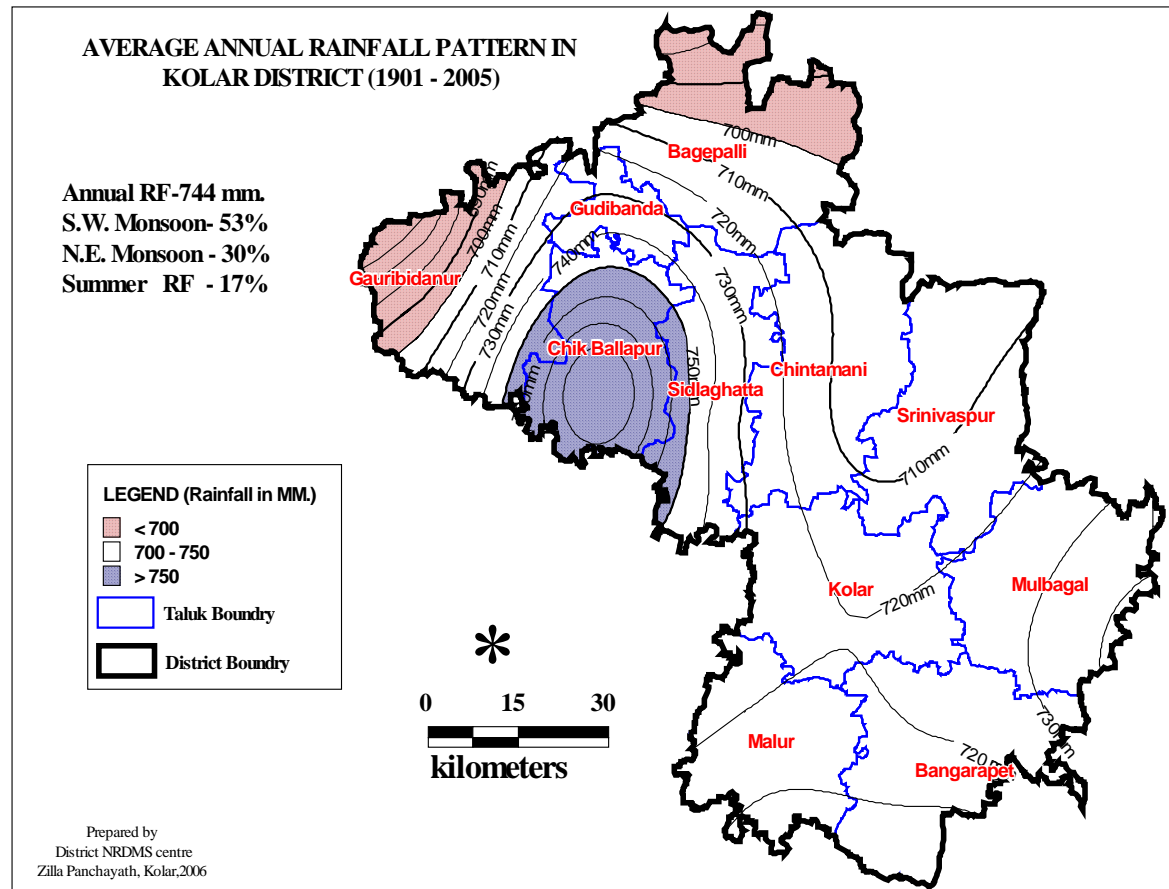 AVERAGE ANNUAL RAINFALL PATTERN IN
KOLAR DISTRICT (1901 - 2005)
Annual RF-744 mm.
S.W. Monsoon- 53%
N.E. Monsoon - 30%
Summer RF - 17%
700mm
Bagepalli
710mm
690mm
700mm
710mm
720mm
730mm
Gudibanda
740mm
720mm
730mm
Gauribidanur
Chik Ballapur
750mm
Sidlaghatta
Chintamani
Srinivaspur
710mm
LEGEND (Rainfall in MM.)
< 700
700 - 750
> 750
Taluk Boundry
District Boundry
Kolar
720mm
Mulbagal
0 15 30
kilometers
Malur
730mm
720mm
Bangarapet
Prepared by
District NRDMS centre
Zilla Panchayath, Kolar,2006